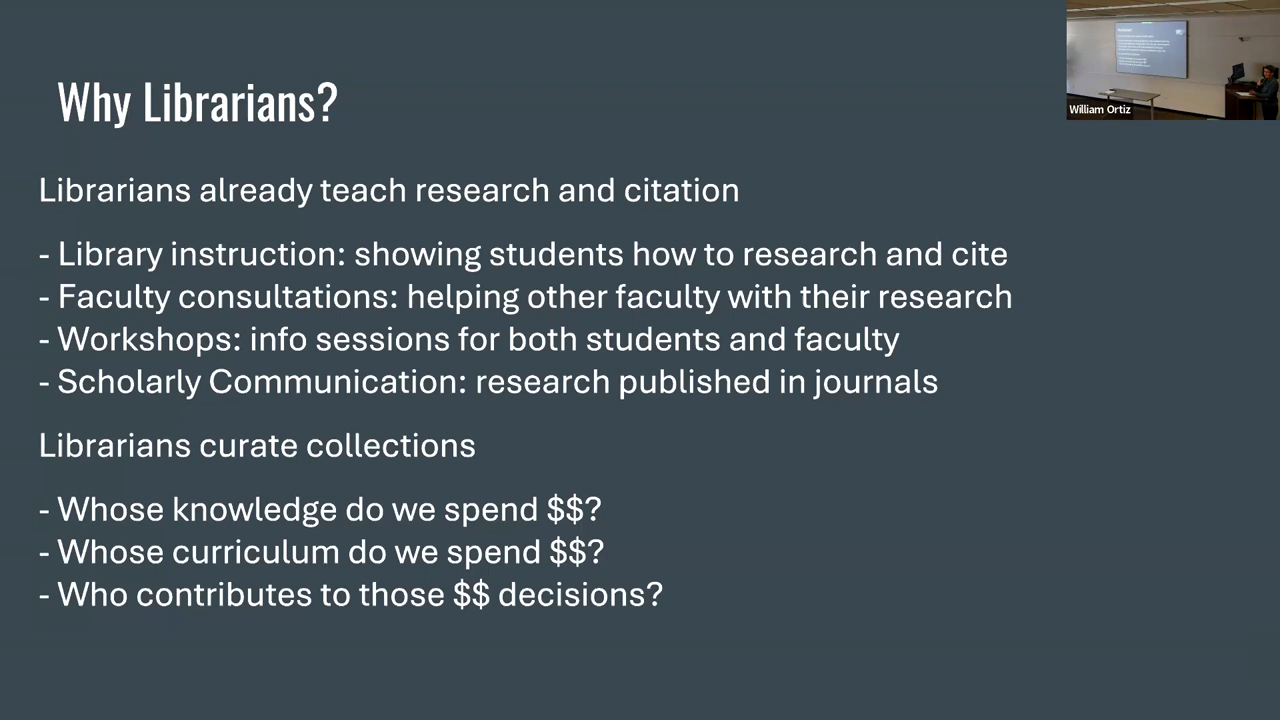 Why Librarians?
William Ortiz
Librarians already teach research and citation
- Library instruction: showing students how to research and cite
- Faculty consultations: helping other faculty with their research
- Workshops: info sessions for both students and faculty
- Scholarly Communication: research published in journals
Librarians curate collections
- Whose knowledge do we spend $$?
- Whose curriculum do we spend $$?
- Who contributes to those $$ decisions?